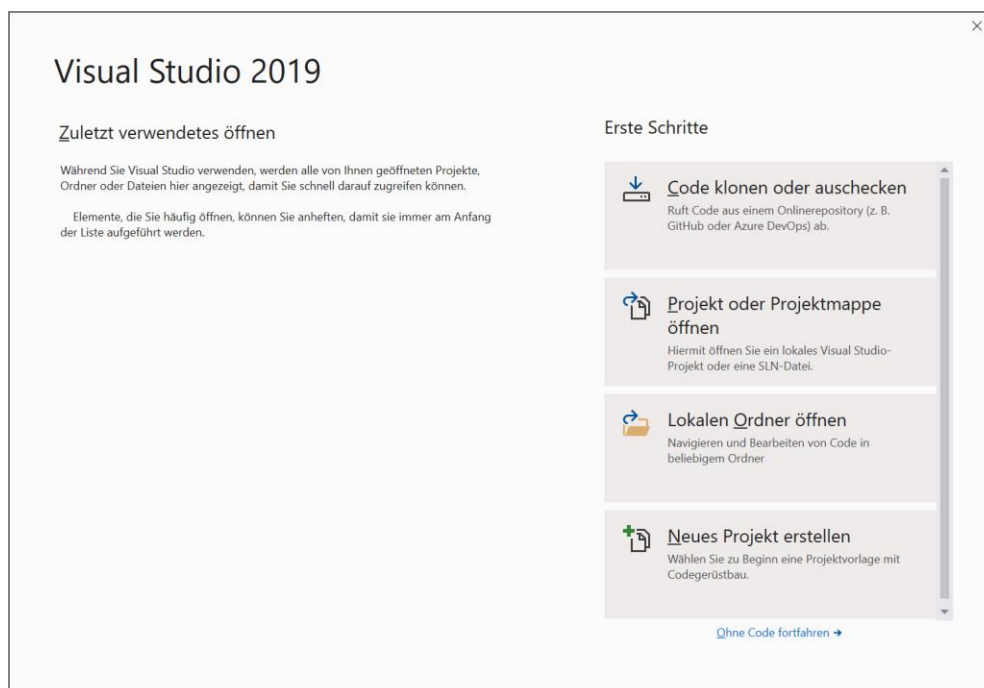 Visual Studio 2019
Zuletzt verwendetes öffnen
Während Sie Visual Studio verwenden, werden alle von Ihnen geöffneten Projekte,
Ordner oder Dateien hier angezeigt, damit Sie schnell darauf zugreifen können.
Elemente, die Sie häufig öffnen, können Sie anheften, damit sie immer am Anfang
der Liste aufgeführt werden.
Erste Schritte
Code klonen oder auschecken
Ruft Code aus einem Onlinerepository (z. B.
GitHub oder Azure DevOps) ab.
Projekt oder Projektmappe
öffnen
Hiermit öffnen Sie ein lokales Visual Studio-
Projekt oder eine SLN-Datei.
Lokalen Ordner öffnen
Navigieren und Bearbeiten von Code in
beliebigem Ordner
Neues Projekt erstellen
Wählen Sie zu Beginn eine Projektvorlage mit
Codegerüstbau.
Ohne Code fortfahren →